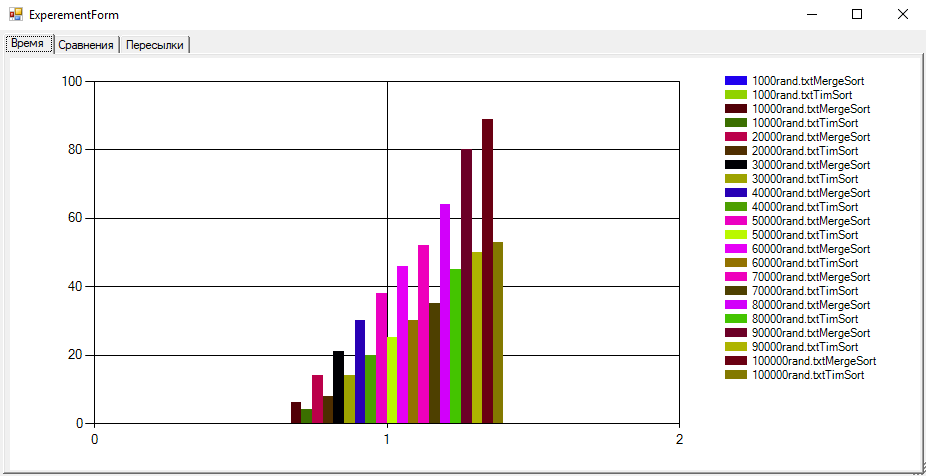 ExperementForm
Время Сравнения Пересылки
100
80
60
40
20
0
0 1 2
1000rand.txtMergeSort
1000rand.txtTimSort
10000rand.txtMergeSort
10000rand.txtTimSort
20000rand.txtMergeSort
20000rand.txtTimSort
30000rand.txtMergeSort
30000rand.txtTimSort
40000rand.txtMergeSort
40000rand.txtTimSort
50000rand.txtMergeSort
50000rand.txtTimSort
60000rand.txtMergeSort
60000rand.txtTimSort
70000rand.txtMergeSort
70000rand.txtTimSort
80000rand.txtMergeSort
80000rand.txtTimSort
90000rand.txtMergeSort
90000rand.txtTimSort
100000rand.txtMergeSort
100000rand.txtTimSort